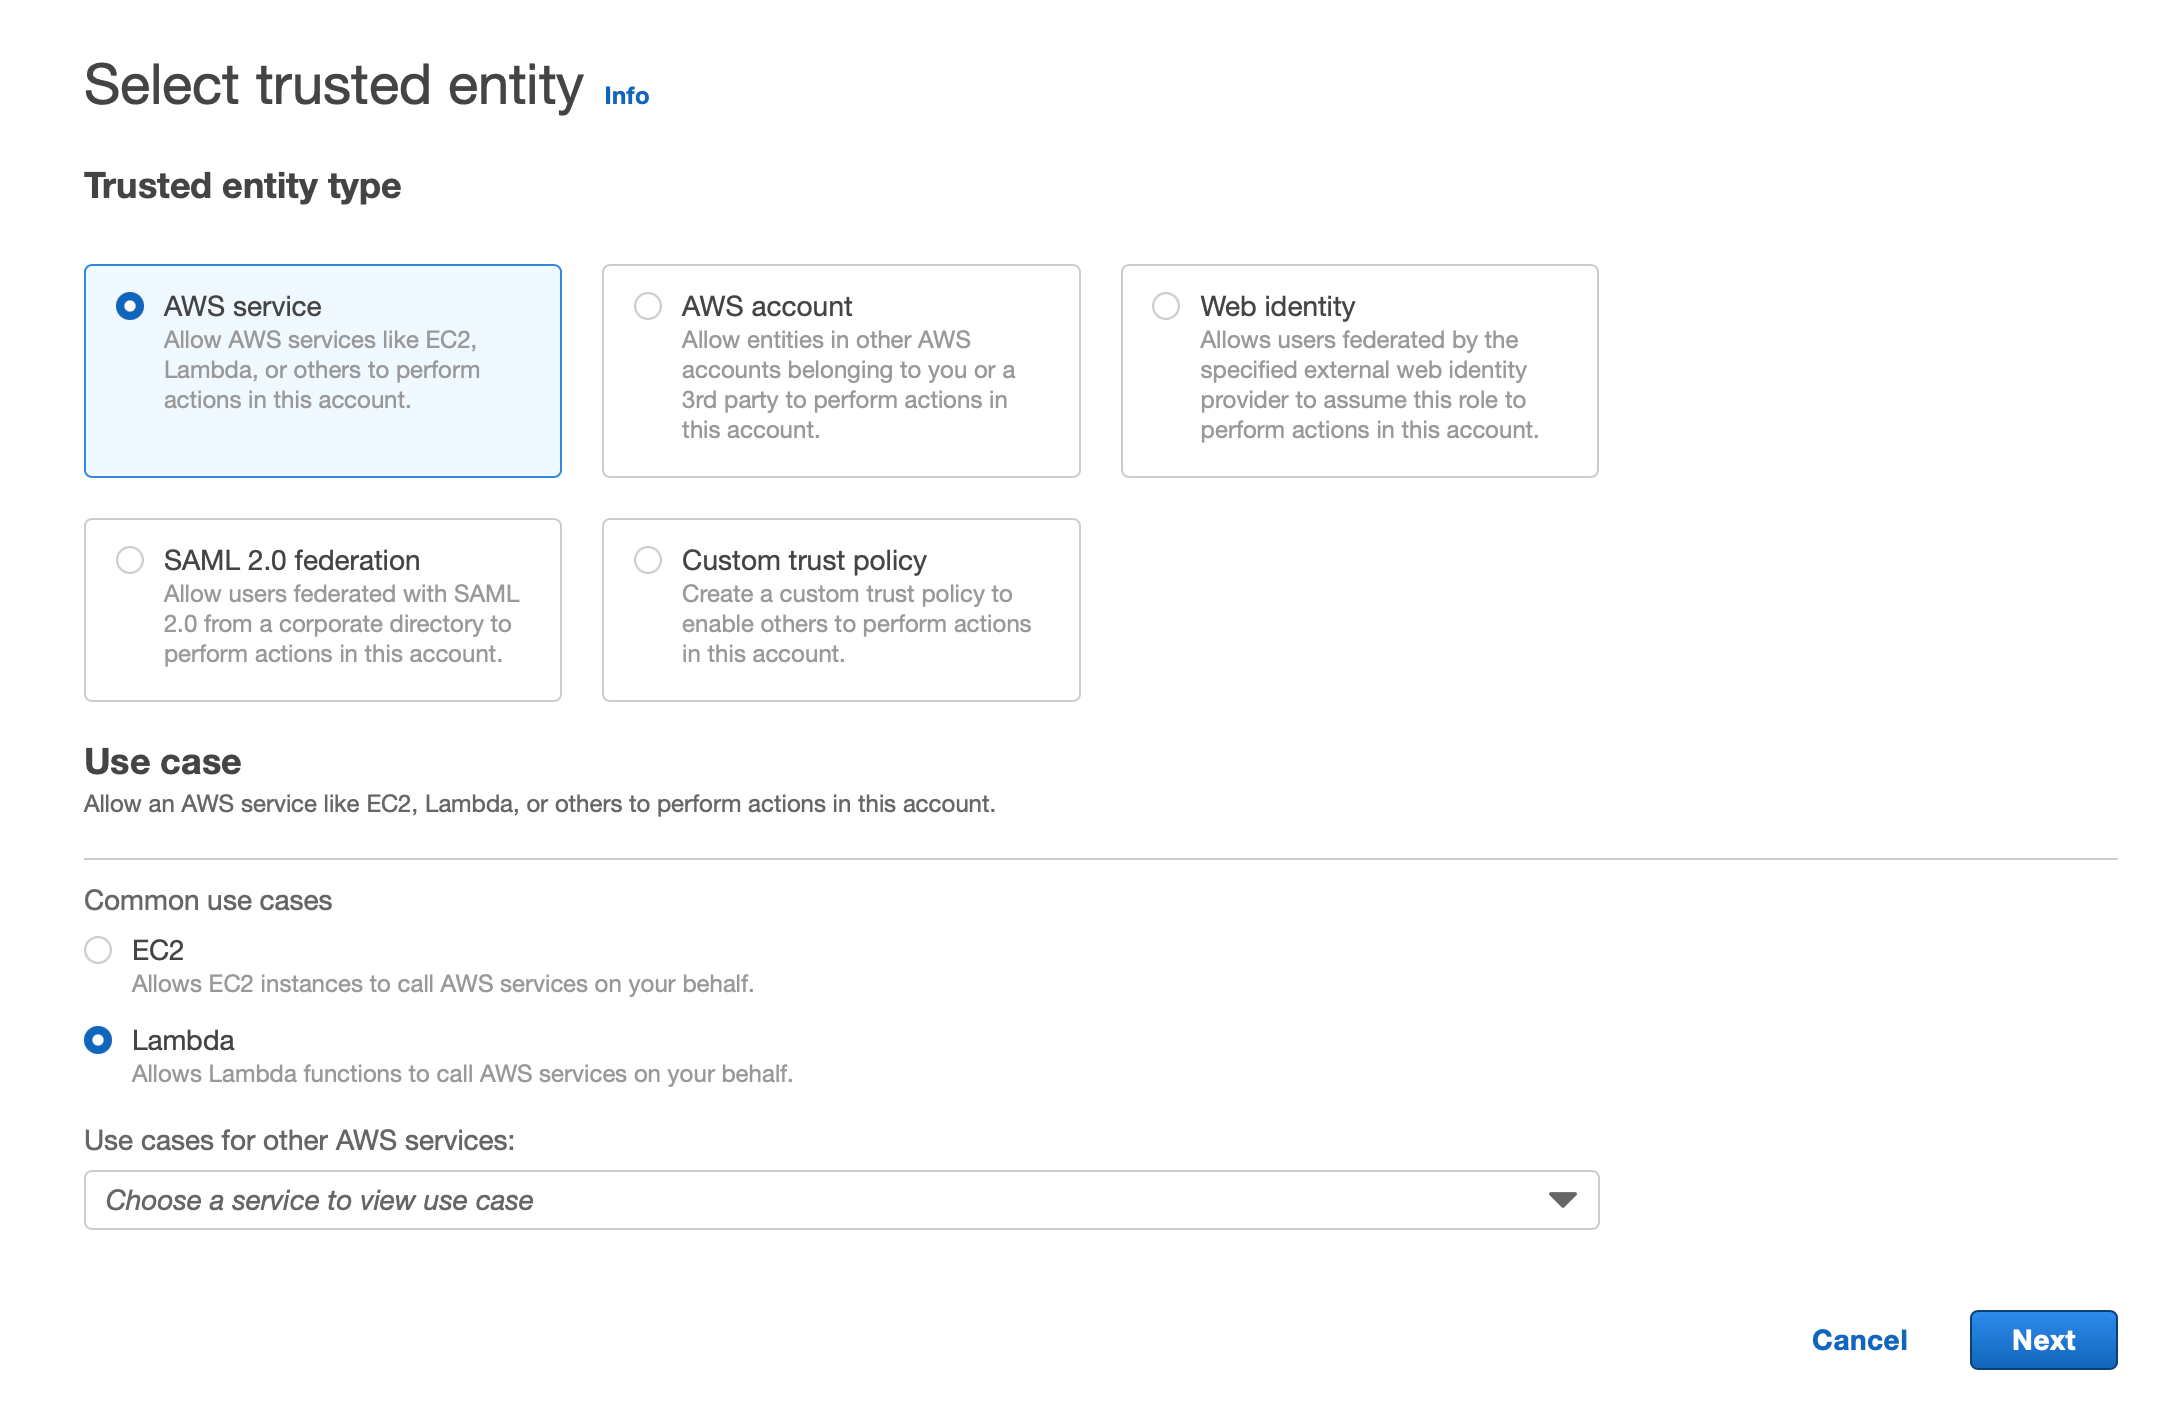 Select trusted entity Info
Trusted entity type
AWS service
Allow AWS services like EC2,
Lambda, or others to perform
actions in this account.
AWS account
Allow entities in other AWS
accounts belonging to you or a
3rd party to perform actions in
this account.
Web identity
Allows users federated by the
specified external web identity
provider to assume this role to
perform actions in this account.
SAML 2.0 federation
Allow users federated with SAML
2.0 from a corporate directory to
perform actions in this account.
Custom trust policy
Create a custom trust policy to
enable others to perform actions
in this account.
Use case
Allow an AWS service like EC2, Lambda, or others to perform actions in this account.
Common use cases
EC2
Allows EC2 instances to call AWS services on your behalf.
Lambda
Allows Lambda functions to call AWS services on your behalf.
Use cases for other AWS services:
Choose a service to view use case
Cancel
Next